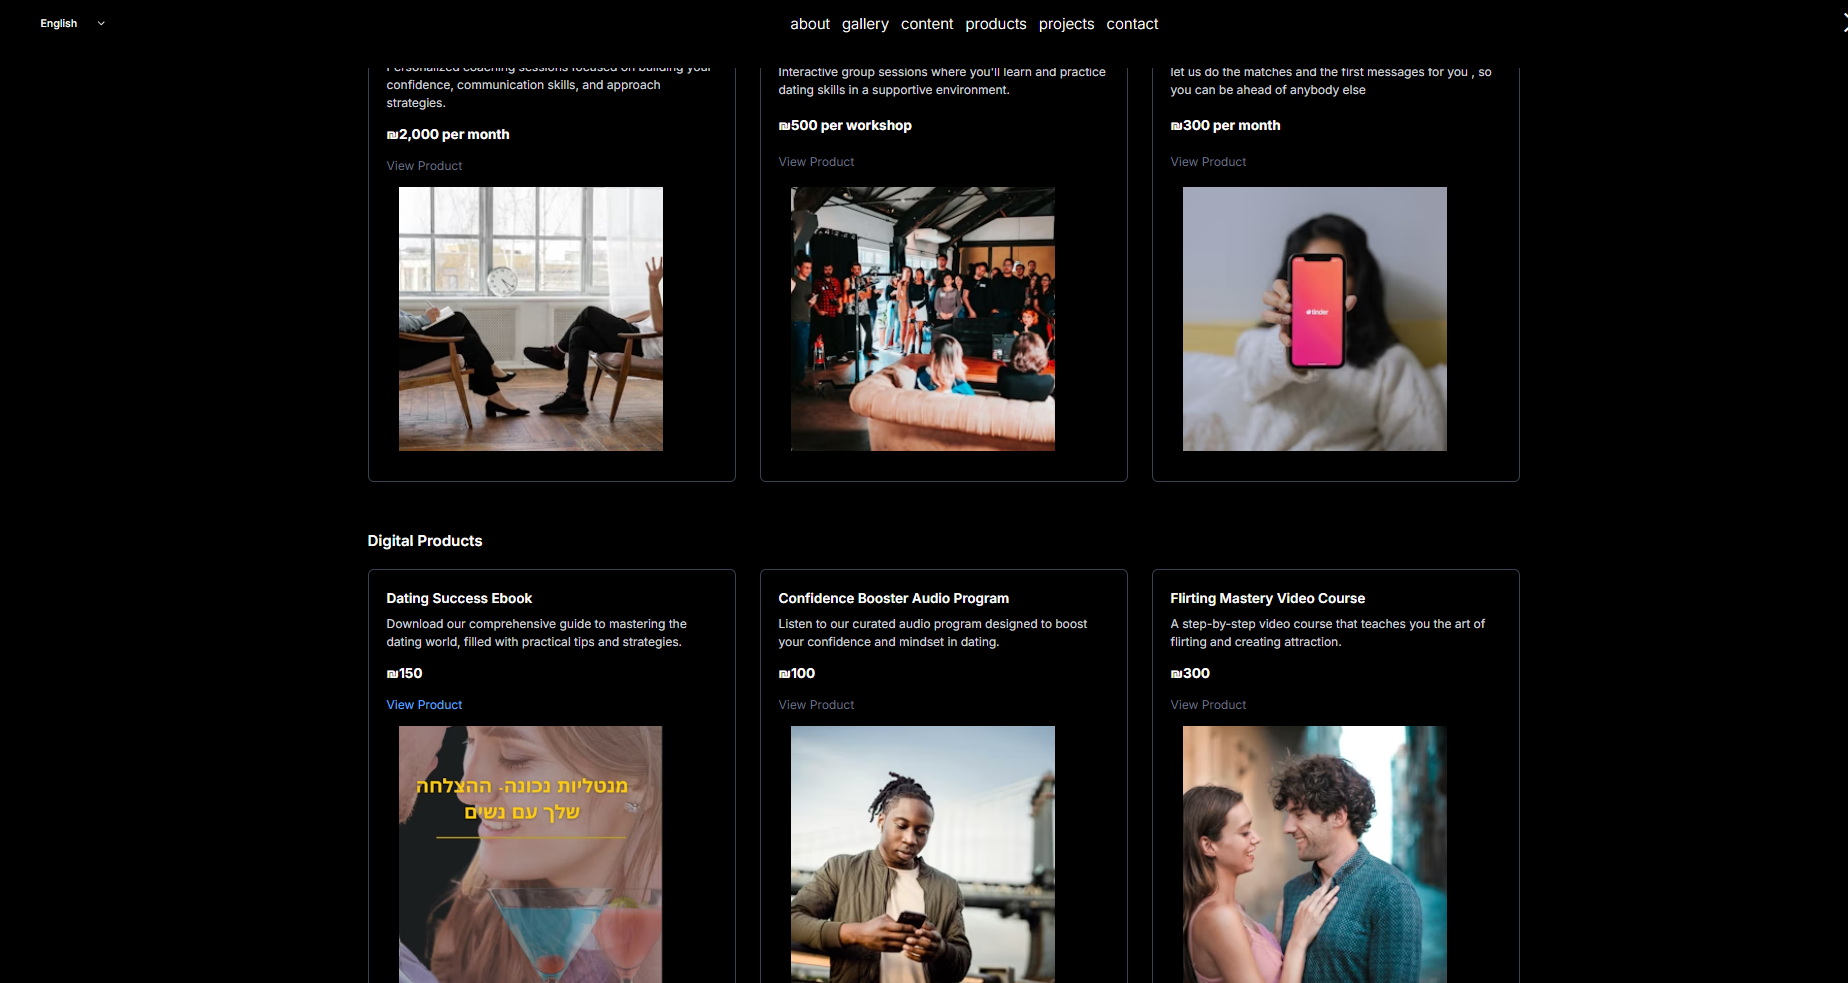 English
about gallery content products projects contact
Personalized coaching sessions focused on building your
confidence, communication skills, and approach
strategies.
₪2,000 per month
View Product
Interactive group sessions where you'll learn and practice
dating skills in a supportive environment.
₪500 per workshop
View Product
let us do the matches and the first messages for you , so
you can be ahead of anybody else
₪300 per month
View Product
tinder
Digital Products
Dating Success Ebook
Download our comprehensive guide to mastering the
dating world, filled with practical tips and strategies.
₪150
View Product
מנטליות נכונה- ההצלחה
שלך עם נשים
Confidence Booster Audio Program
Listen to our curated audio program designed to boost
your confidence and mindset in dating.
₪100
View Product
Flirting Mastery Video Course
A step-by-step video course that teaches you the art of
flirting and creating attraction.
₪300
View Product